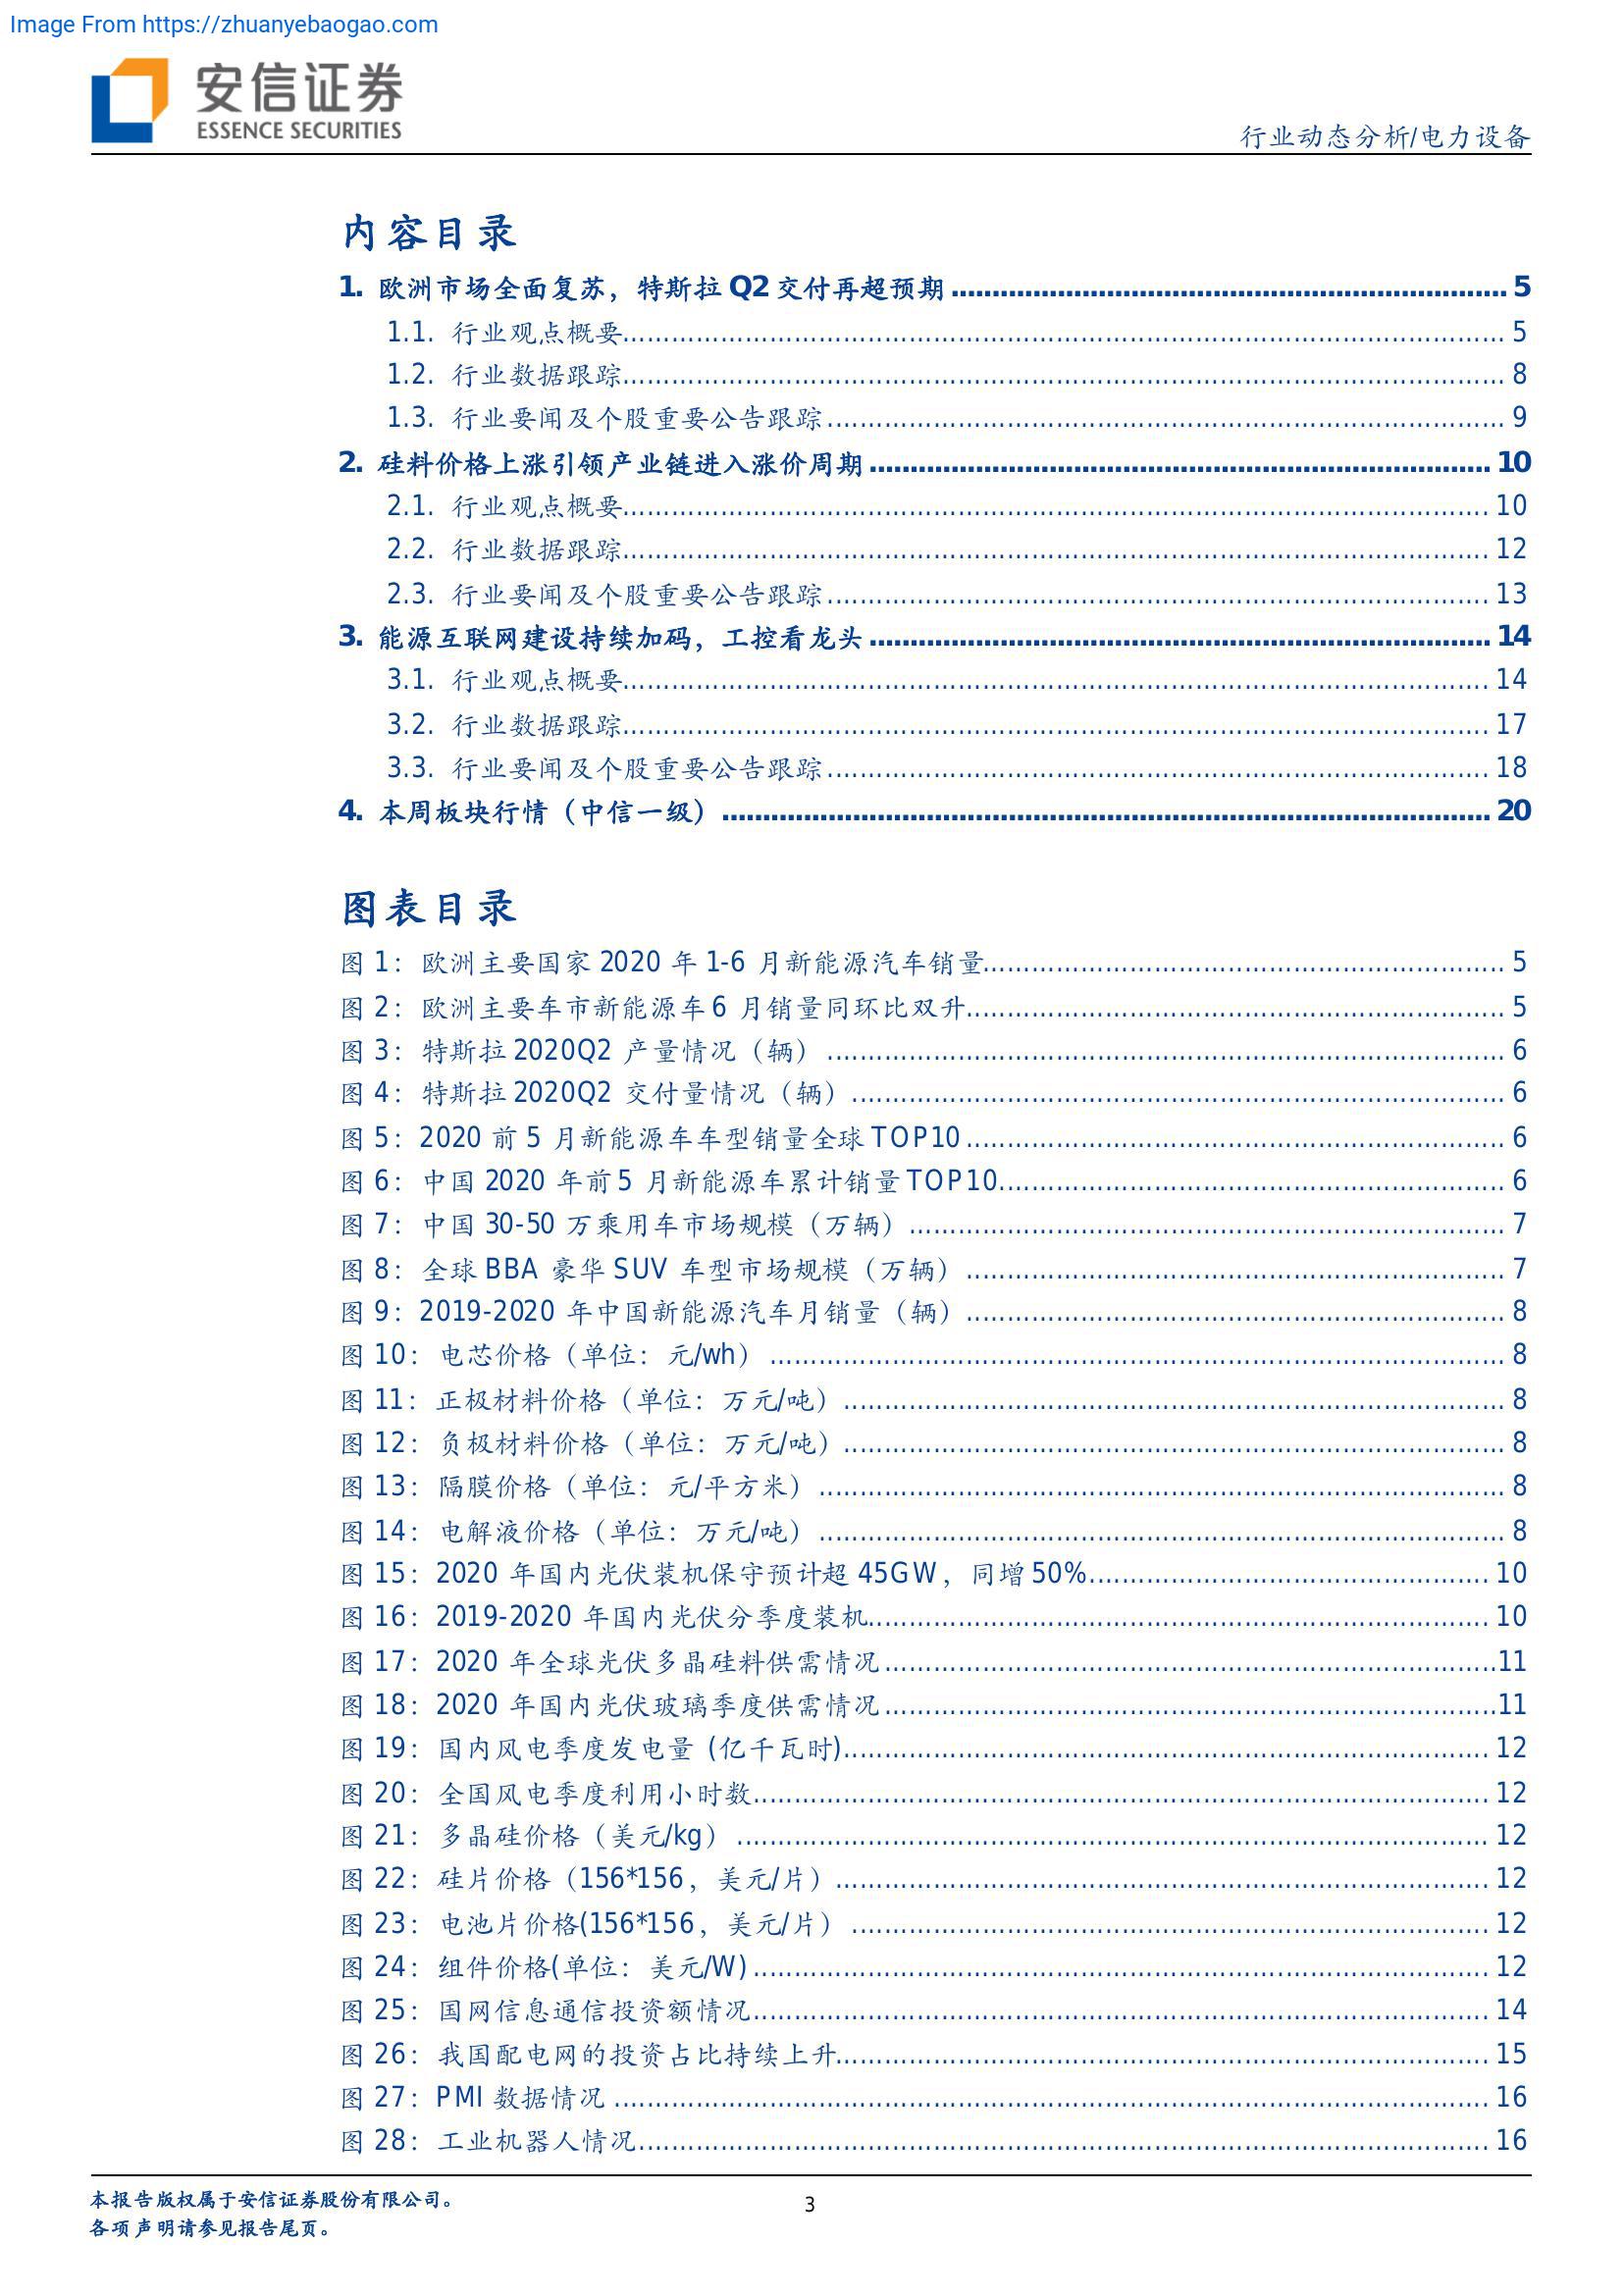 Image From https://zhuanyebaogao.com
安信证券
ESSENCE SECURITIES
行业动态分析/电力设备
内容目录
1. 欧洲市场全面复苏，特斯拉 Q2 交付再超预期 5
1.1. 行业观点概要 5
1.2. 行业数据跟踪 8
1.3. 行业要闻及个股重要公告跟踪 9
2. 硅料价格上涨引领产业链进入涨价周期 10
2.1. 行业观点概要 10
2.2. 行业数据跟踪 12
2.3. 行业要闻及个股重要公告跟踪 13
3. 能源互联网建设持续加码，工控看龙头 14
3.1. 行业观点概要 14
3.2. 行业数据跟踪 17
3.3. 行业要闻及个股重要公告跟踪 18
4. 本周板块行情（中信一级） 20
图表目录
图 1：欧洲主要国家 2020 年 1-6 月新能源汽车销量 5
图 2：欧洲主要车市新能源车 6 月销量同环比双升 5
图 3：特斯拉 2020Q2 产量情况（辆） 6
图 4：特斯拉 2020Q2 交付量情况（辆） 6
图 5：2020 前 5 月新能源车车型销量全球 TOP10 6
图 6：中国 2020 年前 5 月新能源车累计销量 TOP10 6
图 7：中国 30-50 万乘用车市场规模（万辆） 7
图 8：全球 BBA 豪华 SUV 车型市场规模（万辆） 7
图 9：2019-2020 年中国新能源汽车月销量（辆） 8
图 10：电芯价格（单位：元/wh） 8
图 11：正极材料价格（单位：万元/吨） 8
图 12：负极材料价格（单位：万元/吨） 8
图 13：隔膜价格（单位：元/平方米） 8
图 14：电解液价格（单位：万元/吨） 8
图 15：2020 年国内光伏装机保守预计超 45GW，同增 50% 10
图 16：2019-2020 年国内光伏分季度装机 10
图 17：2020 年全球光伏多晶硅料供需情况 11
图 18：2020 年国内光伏玻璃季度供需情况 11
图 19：国内风电季度发电量 (亿千瓦时) 12
图 20：全国风电季度利用小时数 12
图 21：多晶硅价格（美元/kg） 12
图 22：硅片价格（156*156，美元/片） 12
图 23：电池片价格(156*156，美元/片） 12
图 24：组件价格(单位：美元/W) 12
图 25：国网信息通信投资额情况 14
图 26：我国配电网的投资占比持续上升 15
图 27：PMI 数据情况 16
图 28：工业机器人情况 16
本报告版权属于安信证券股份有限公司。
3
各项声明请参见报告尾页。